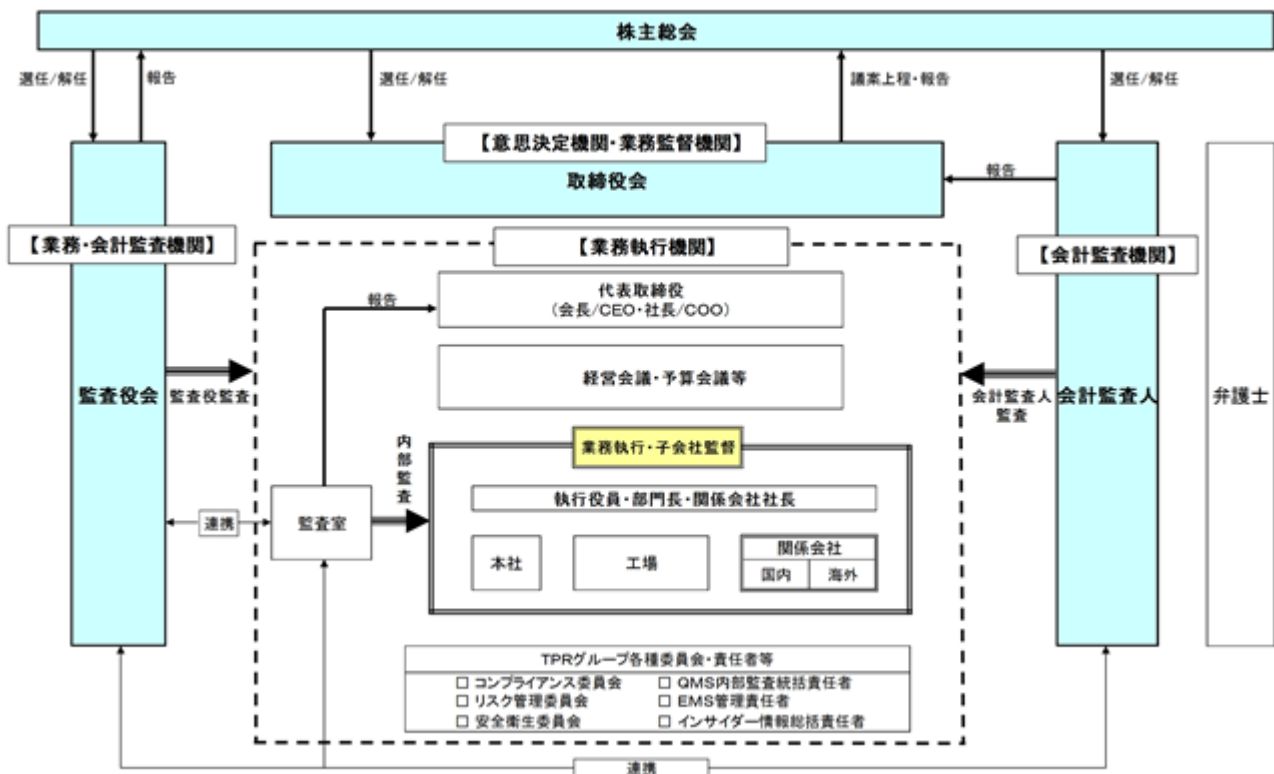 株主総会
選任/解任
報告
選任/解任
議案上程・報告
選任/解任
【意思決定機関・業務監督機関】
取締役会
報告
【業務・会計監査機関】
【業務執行機関】
【会計監査機関】
代表取締役
(会長/CEO・社長/COO)
報告
経営会議・予算会議等
監査役会
監査役監査
会計監査人
監査
会計監査人
弁護士
業務執行・子会社監督
内部監査
執行役員・部門長・関係会社社長
連携
監査室
本社
工場
関係会社
国内
海外
TPRグループ各種委員会・責任者等
□ コンプライアンス委員会
□ QMS内部監査統括責任者
□ リスク管理委員会
□ EMS管理責任者
□ 安全衛生委員会
□ インサイダー情報総括責任者
連携